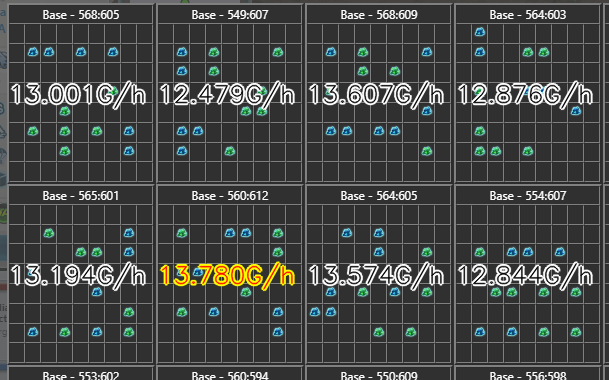 Base - 568:605
Base - 549:607
Base - 568:609
Base - 564:603
13.001G/h
12.479G/h
13.607G/h
12.876G/h
Base - 565:601
Base - 560:612
Base - 564:605
Base - 554:607
13.194G/h
13.780G/h
13.574G/h
12.844G/h
Base - 553:602
Base - 560:594
Base - 550:609
Base - 556:598